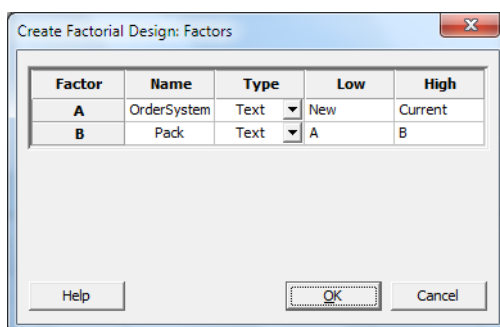 Create Factorial Design: Factors
Factor Name Type Low High
A OrderSystem Text New Current
B Pack Text A B
Help OK Cancel